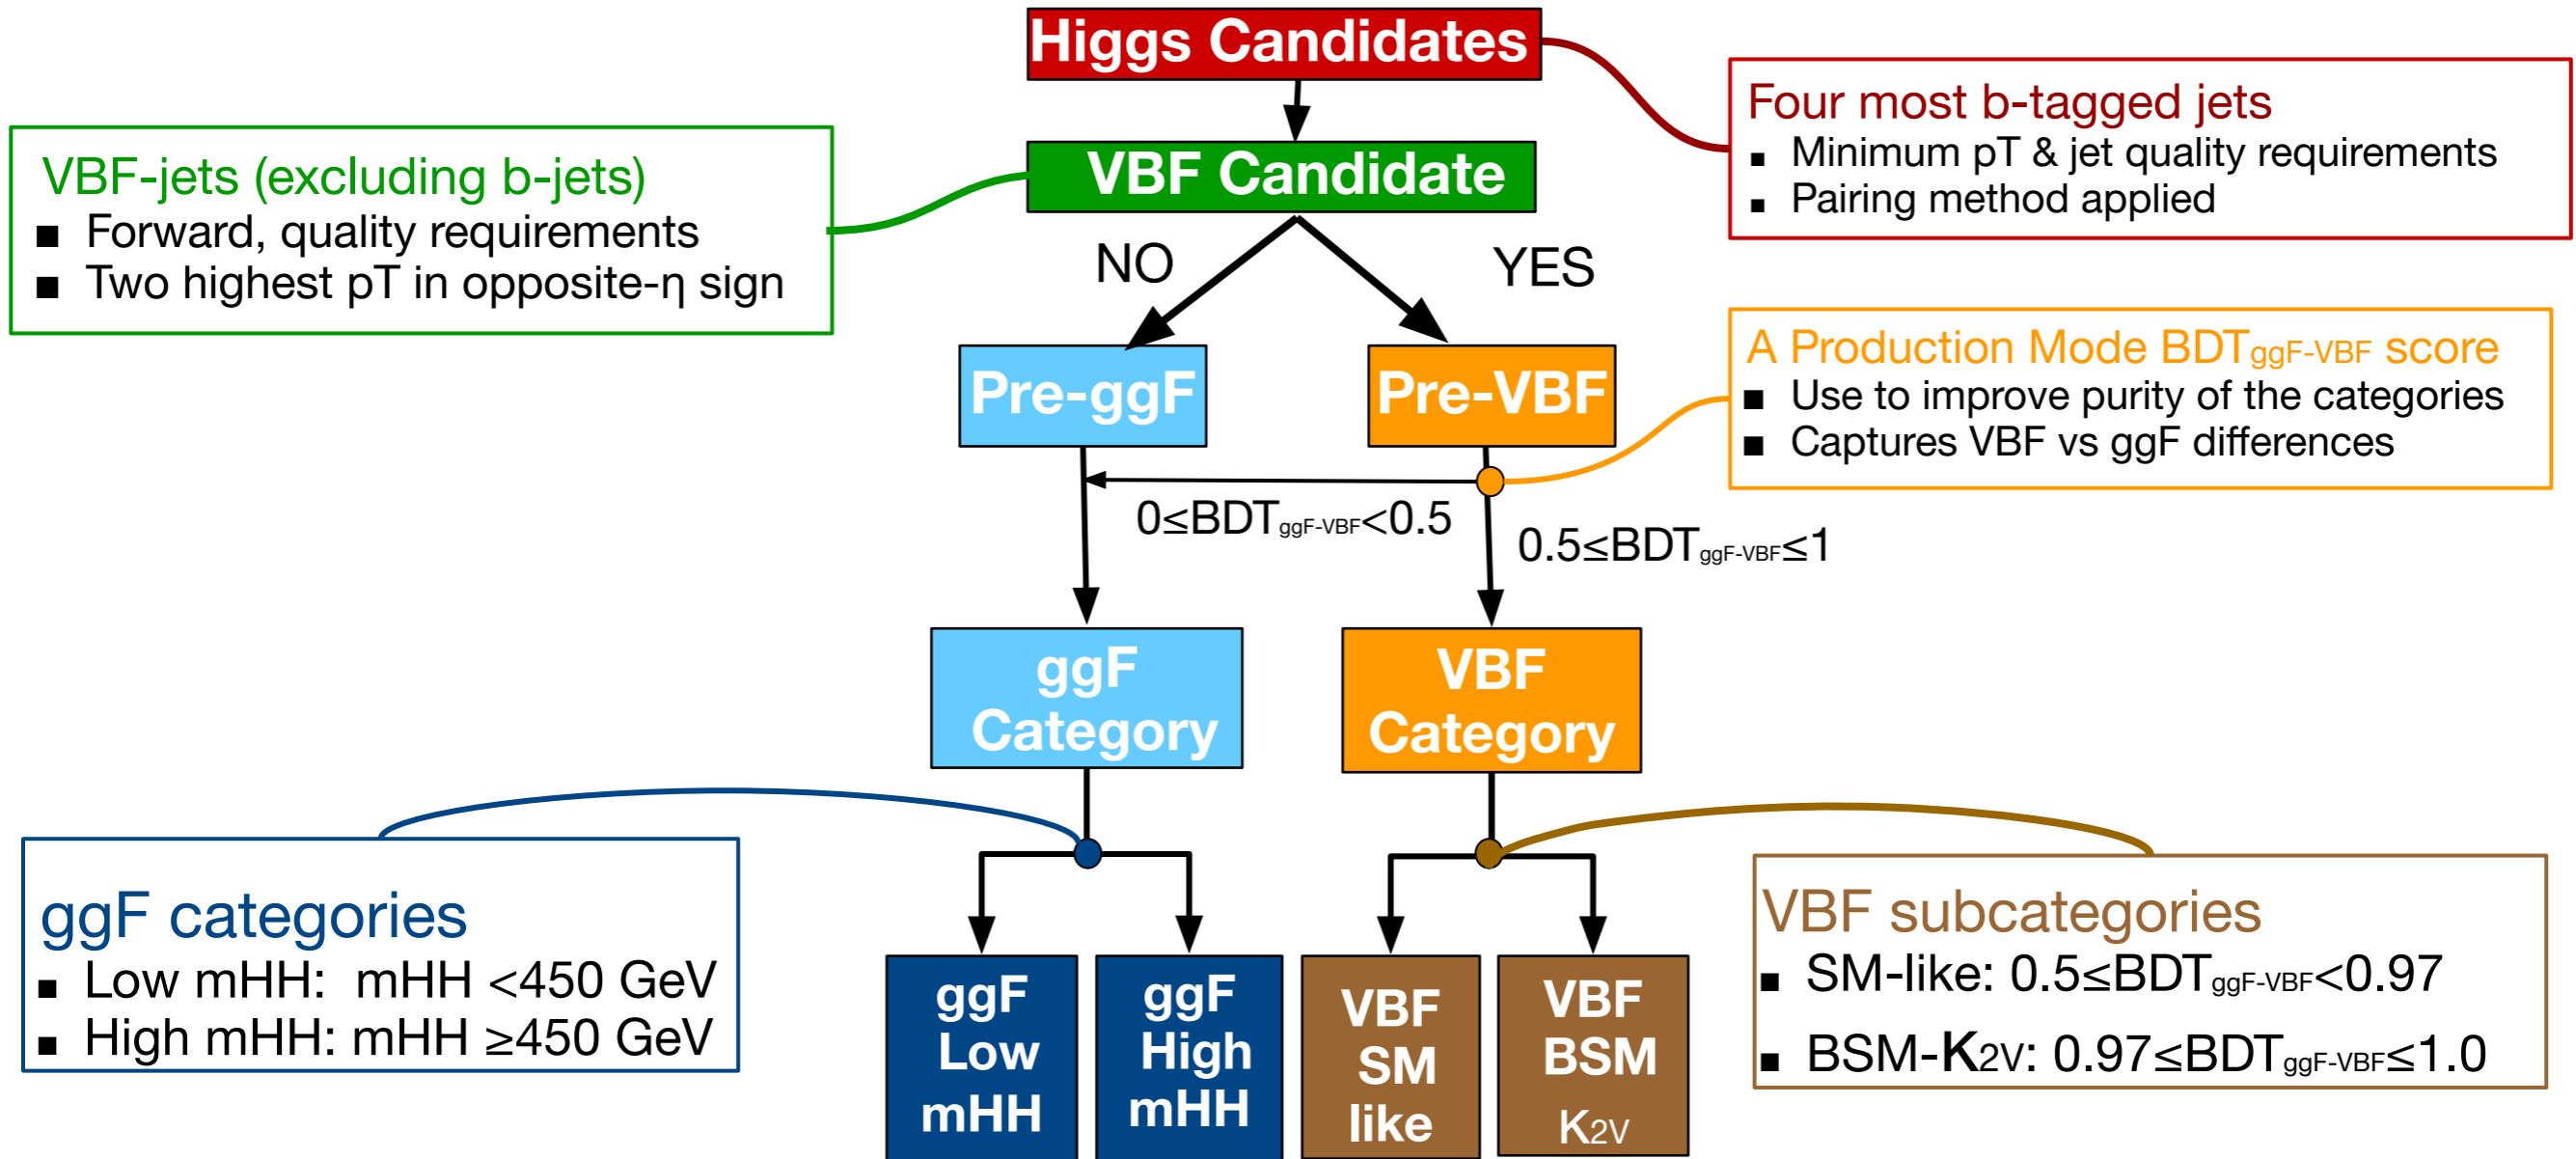 Higgs Candidates
Four most b-tagged jets
▪ Minimum pT & jet quality requirements
▪ Pairing method applied
VBF-jets (excluding b-jets)
▪ Forward, quality requirements
▪ Two highest pT in opposite-η sign
VBF Candidate
NO
YES
Pre-ggF
Pre-VBF
A Production Mode BDTggF-VBF score
▪ Use to improve purity of the categories
▪ Captures VBF vs ggF differences
0≤BDTggF-VBF<0.5
0.5≤BDTggF-VBF≤1
ggF
Category
VBF
Category
ggF categories
▪ Low mHH: mHH <450 GeV
▪ High mHH: mHH ≥450 GeV
ggF
Low
mHH
ggF
High
mHH
VBF
SM
like
VBF
BSM
K2V
VBF subcategories
▪ SM-like: 0.5≤BDTggF-VBF<0.97
▪ BSM-K2V: 0.97≤BDTggF-VBF≤1.0